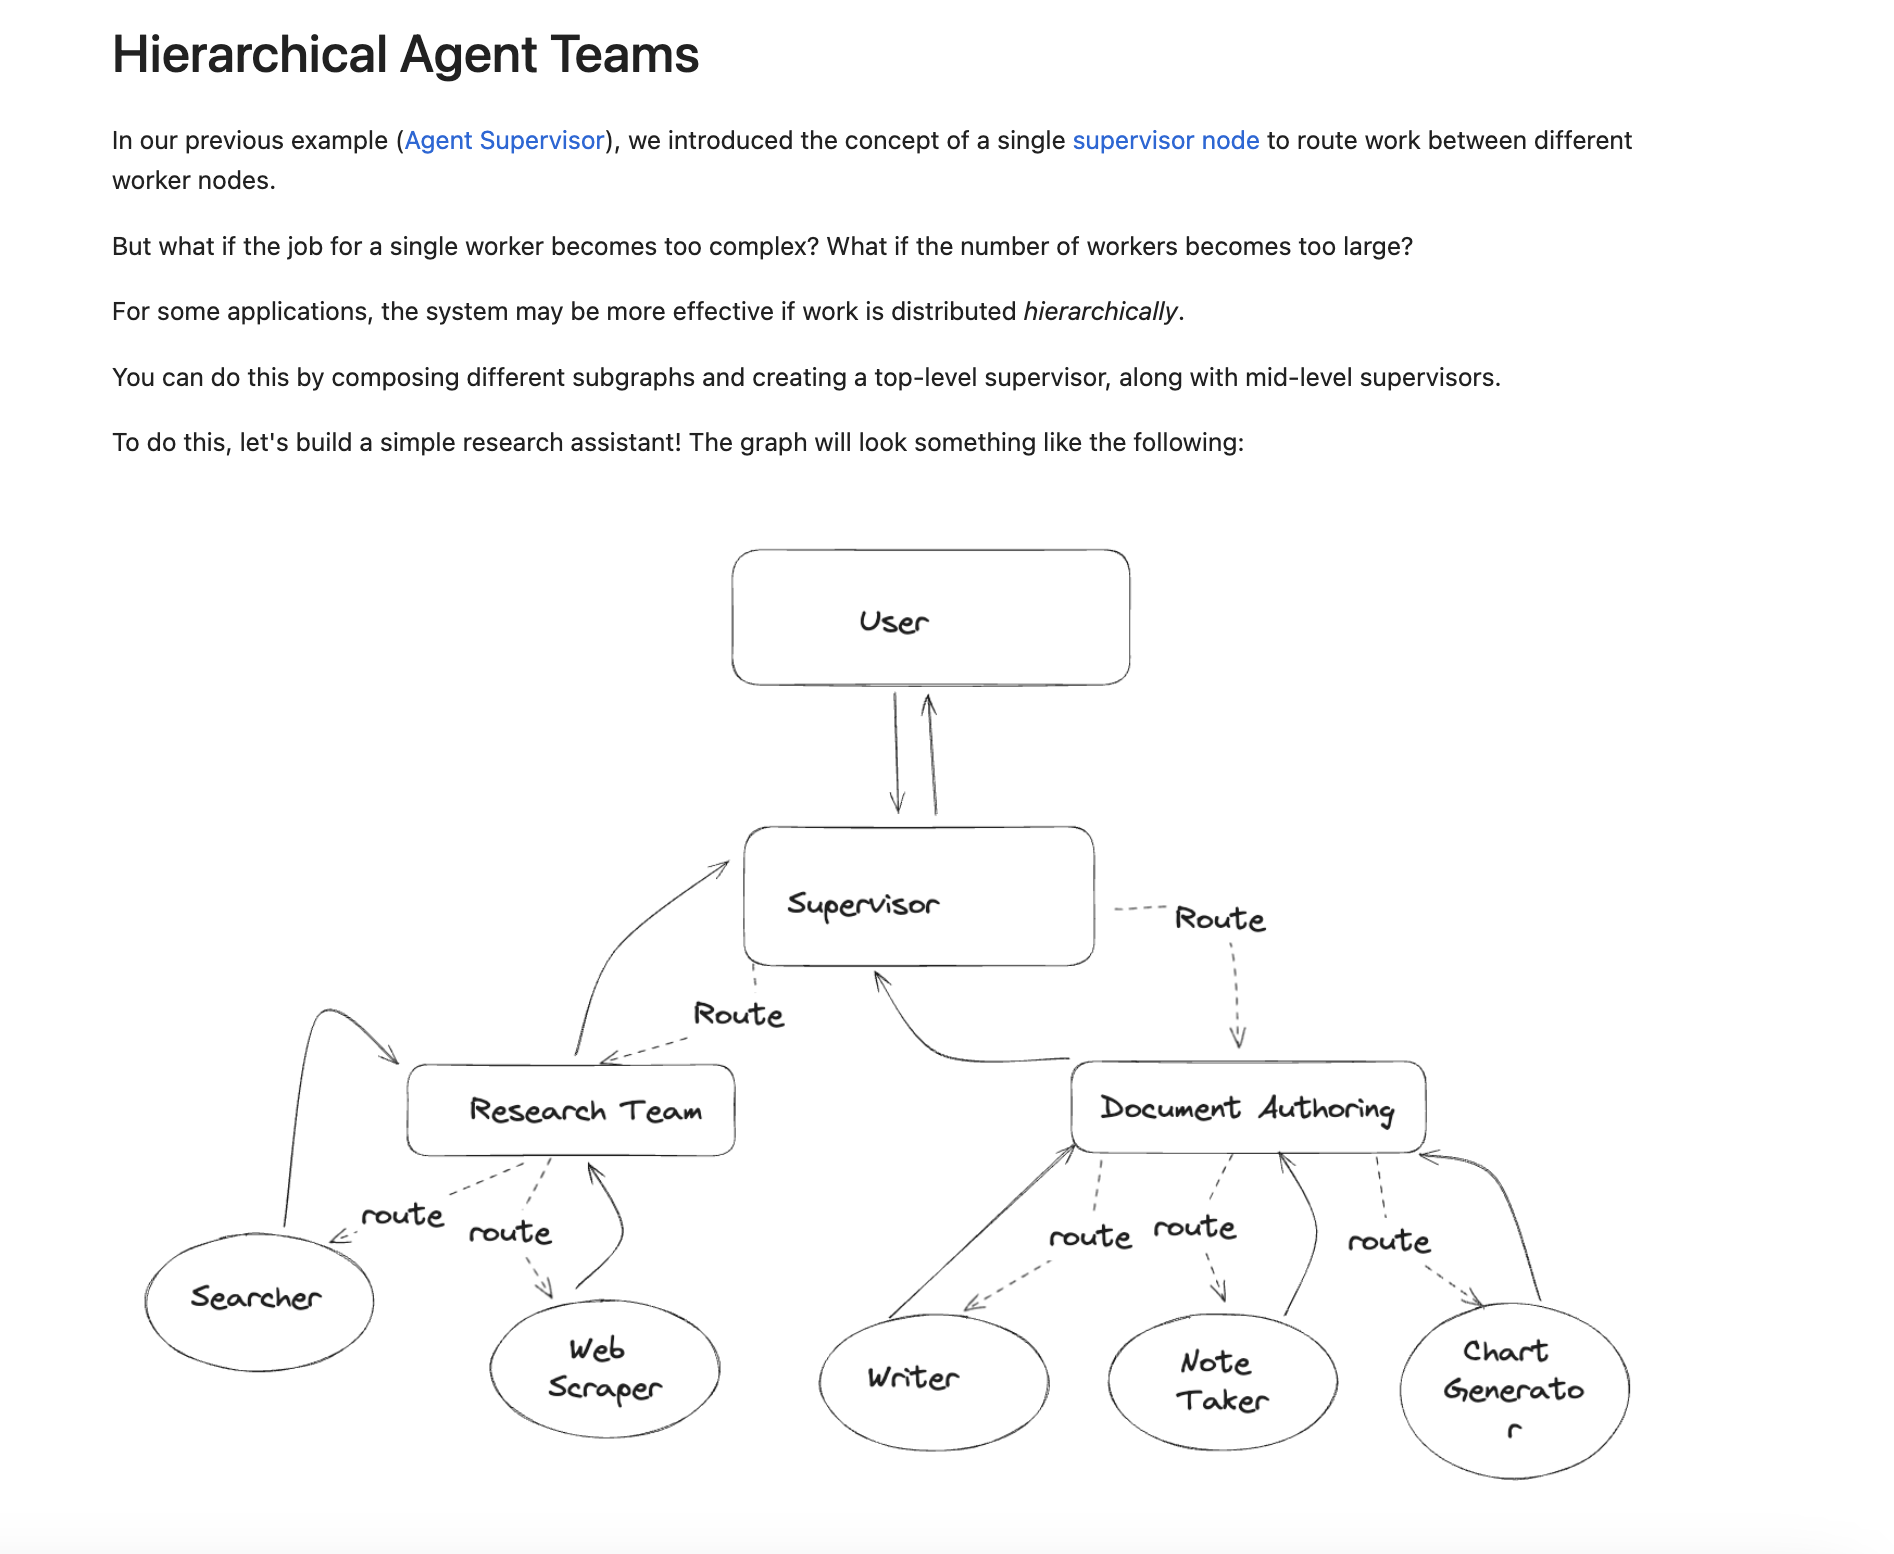 Hierarchical Agent Teams
In our previous example (Agent Supervisor), we introduced the concept of a single supervisor node to route work between different
worker nodes.
But what if the job for a single worker becomes too complex? What if the number of workers becomes too large?
For some applications, the system may be more effective if work is distributed hierarchically.
You can do this by composing different subgraphs and creating a top-level supervisor, along with mid-level supervisors.
To do this, let's build a simple research assistant! The graph will look something like the following:
User
Supervisor
Route
Route
Research Team
Document Authoring
route
route
route
route
route
Searcher
Web
Scraper
Writer
Note
Taker
Chart
Generato
r